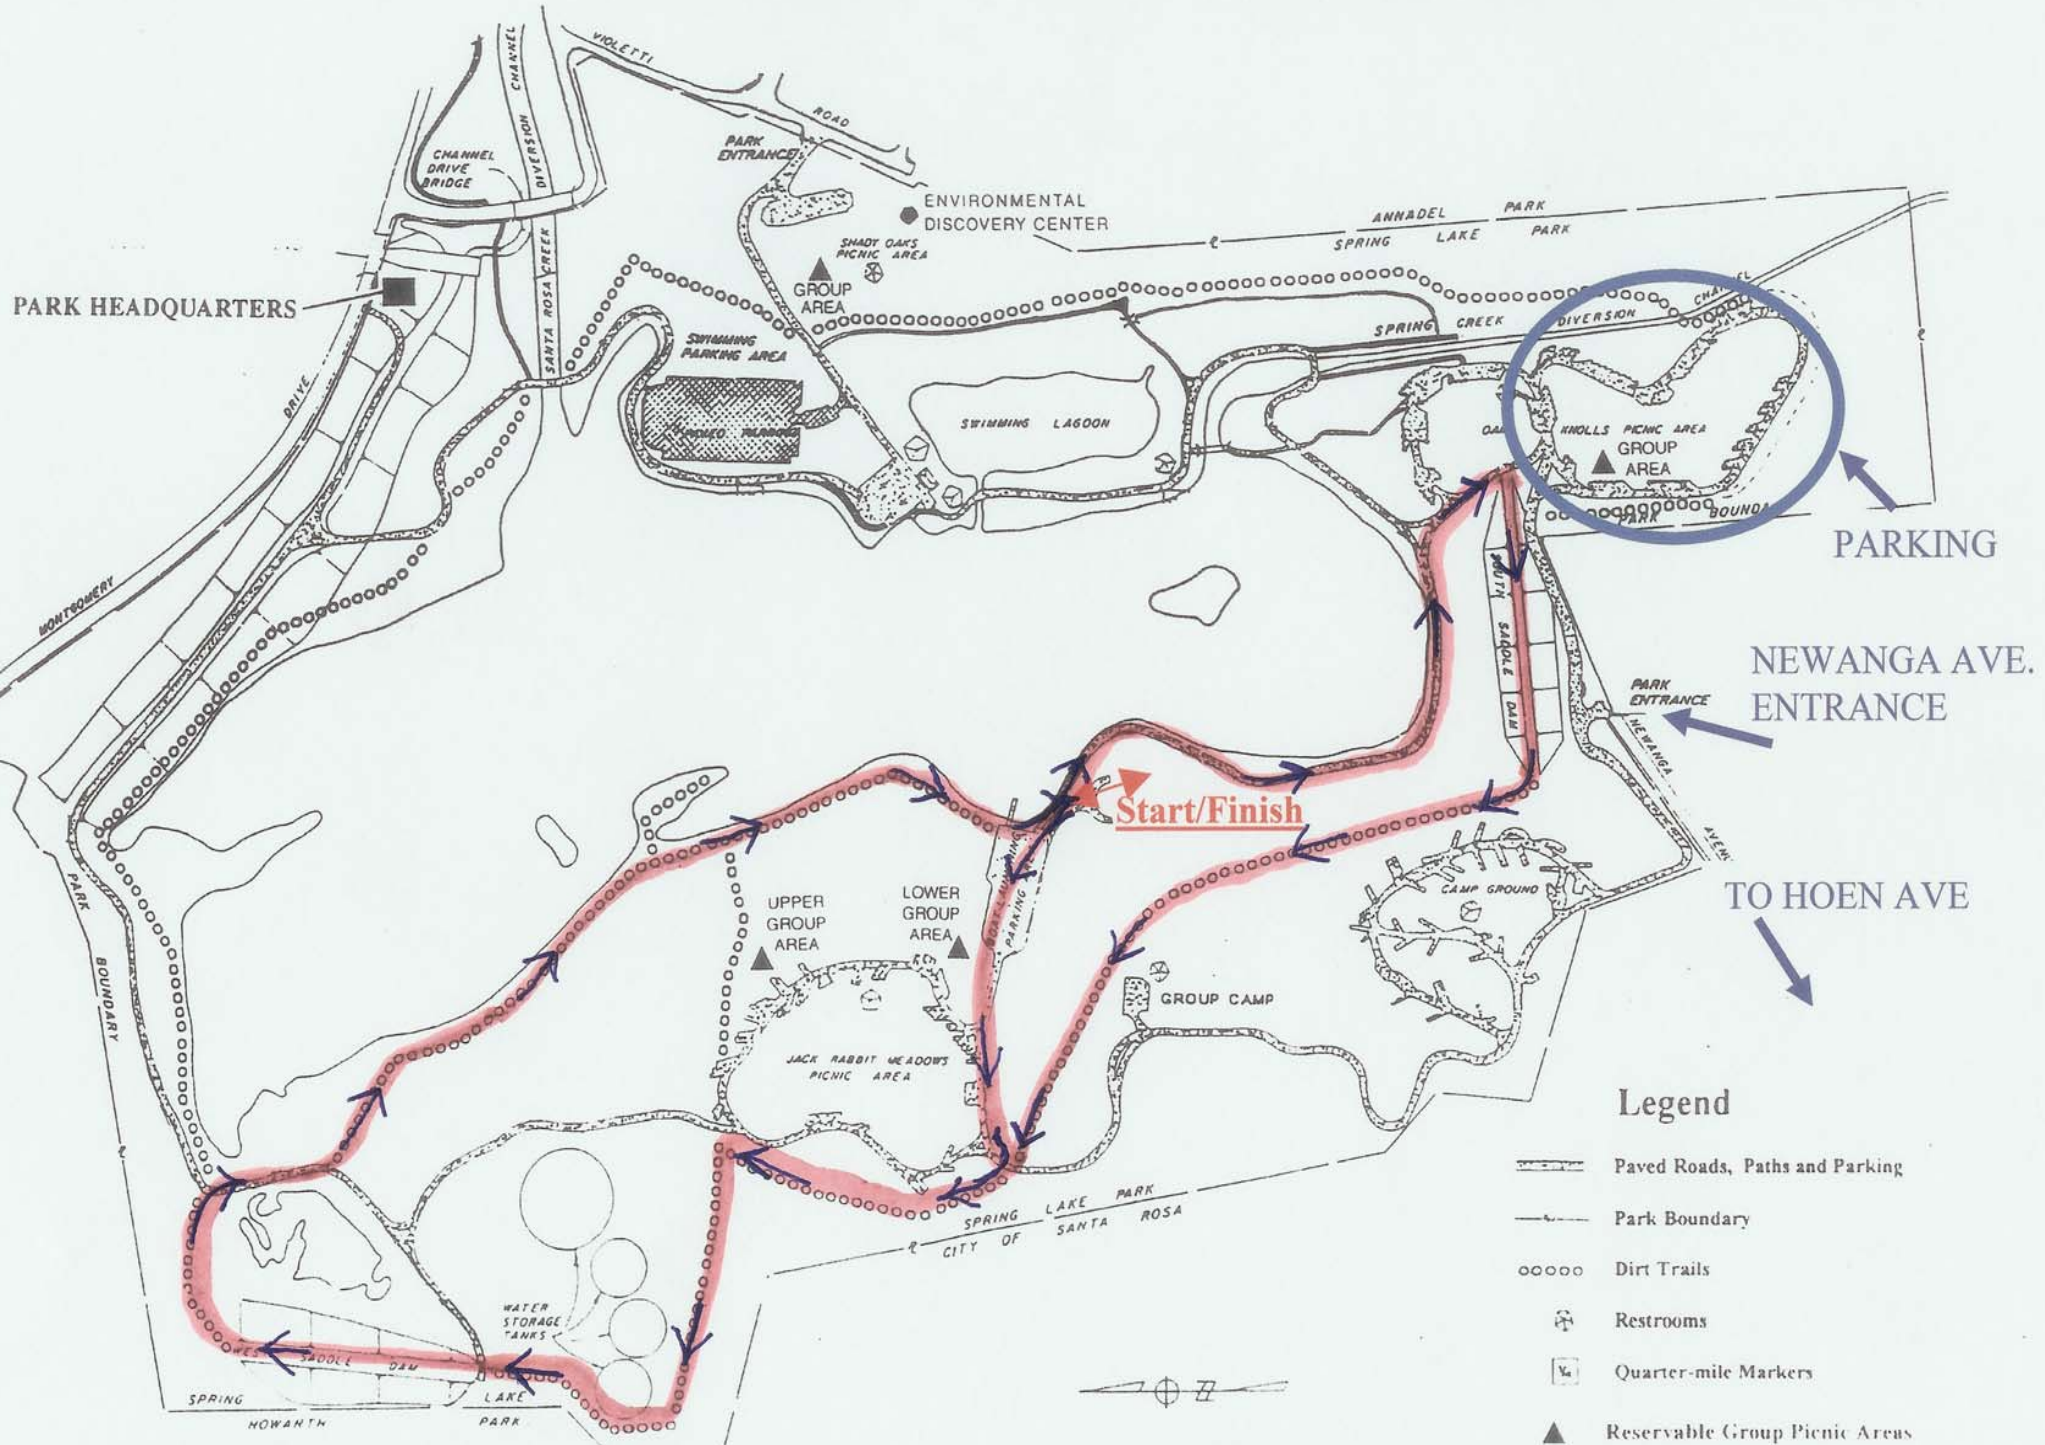 VIOLETTI
ROAD
CHANNEL
DIVERSION
SANTA ROSA CREEK
CHANNEL
DRIVE
BRIDGE
PARK
ENTRANCE
ENVIRONMENTAL
DISCOVERY CENTER
SHADY OAKS
PICNIC AREA
GROUP
AREA
ANNADEL PARK
SPRING LAKE PARK
PARK HEADQUARTERS
SWIMMING
PARKING AREA
SPRING CREEK DIVERSION CHANNEL
SWIMMING LAGOON
KNOLLS PICNIC AREA
GROUP
AREA
PARK
PARKING
MONTGOMERY
DRIVE
SOUTH SADDLE DAM
PARK
ENTRANCE
NEWANGA AVE.
ENTRANCE
NEWANGA
Start/Finish
PARK BOUNDARY
BOAT LAUNCHING
PARKING
UPPER
GROUP
AREA
LOWER
GROUP
AREA
CAMP GROUND
TO HOEN AVE
GROUP CAMP
JACK RABBIT MEADOWS
PICNIC AREA
SPRING LAKE PARK
CITY OF SANTA ROSA
WATER
STORAGE
TANKS
SADDLE DAM
SPRING LAKE
HOWARTH PARK
Legend
Paved Roads, Paths and Parking
Park Boundary
Dirt Trails
Restrooms
¼ Quarter-mile Markers
Reservable Group Picnic Areas